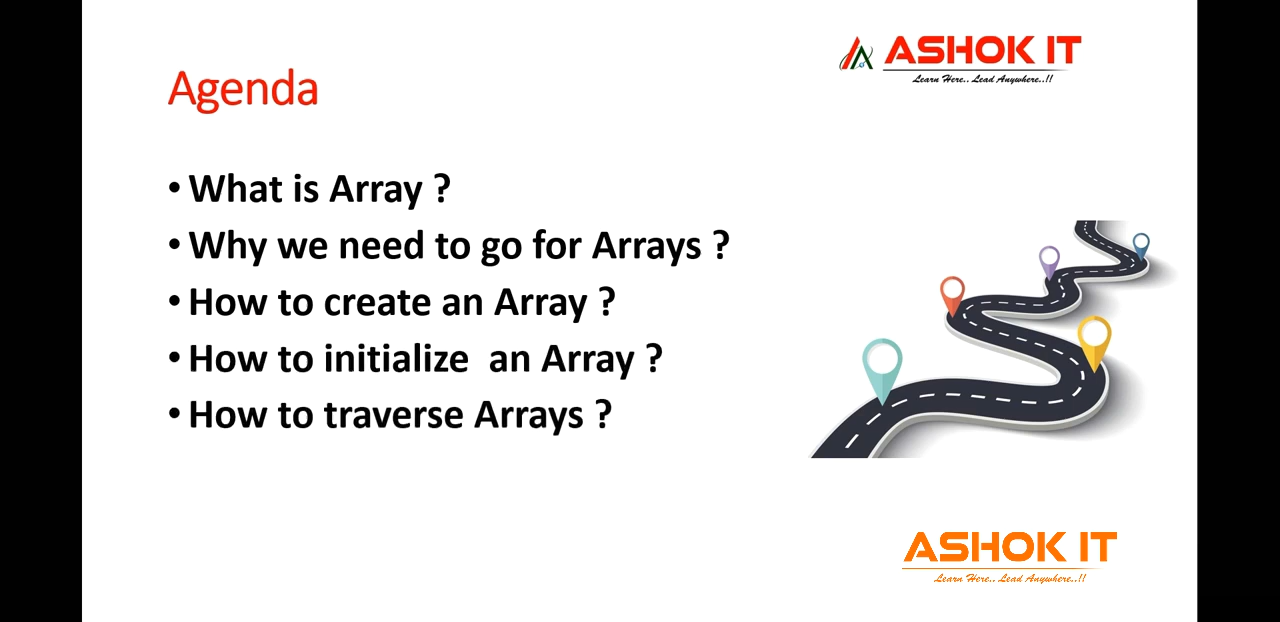 ASHOK IT
Learn Here.. Lead Anywhere..!!
Agenda
• What is Array ?
• Why we need to go for Arrays ?
• How to create an Array ?
• How to initialize  an Array ?
• How to traverse Arrays ?
ASHOK IT
Learn Here.. Lead Anywhere..!!